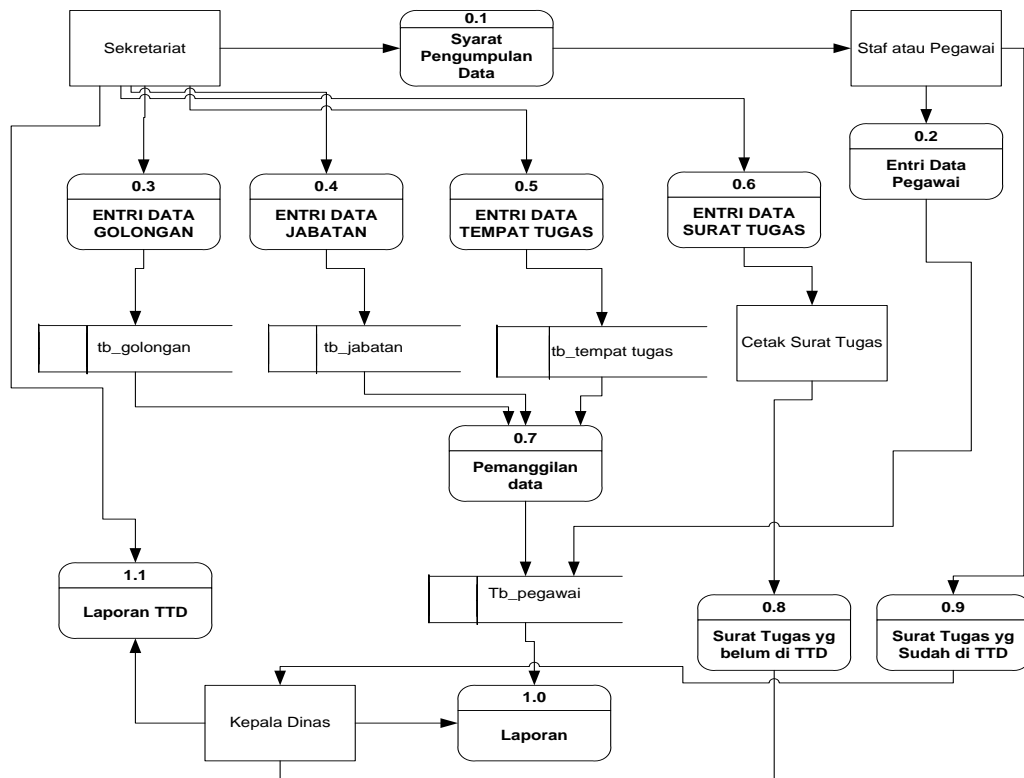 Sekretariat
0.1
Syarat
Pengumpulan
Data
Staf atau Pegawai
0.2
Entri Data
Pegawai
0.3
ENTRI DATA
GOLONGAN
0.4
ENTRI DATA
JABATAN
0.5
ENTRI DATA
TEMPAT TUGAS
0.6
ENTRI DATA
SURAT TUGAS
tb_golongan
tb_jabatan
tb_tempat tugas
Cetak Surat Tugas
0.7
Pemanggilan
data
1.1
Laporan TTD
Tb_pegawai
0.8
Surat Tugas yg
belum di TTD
0.9
Surat Tugas yg
Sudah di TTD
Kepala Dinas
1.0
Laporan